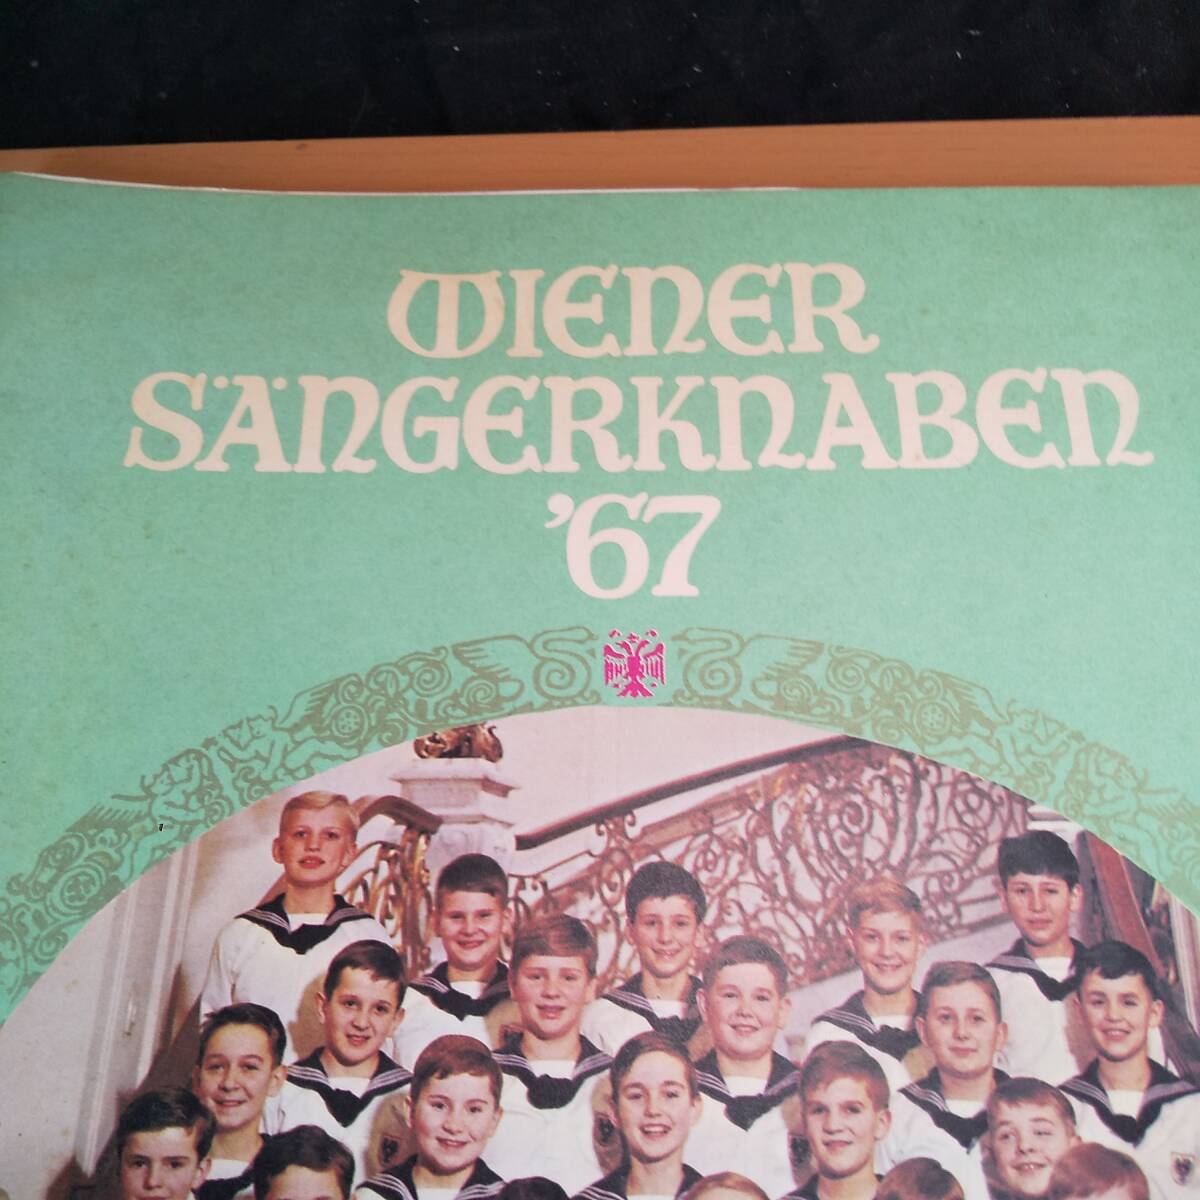 WIENER
SÄNGERKNABEN
'67